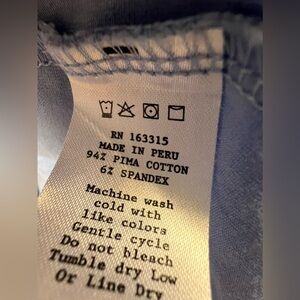 RN 163315
MADE IN PERU
94% PIMA COTTON
6% SPANDEX
Machine wash
cold with
like colors
Gentle cycle
Do not bleach
Tumble dry Low
Or Line Dry